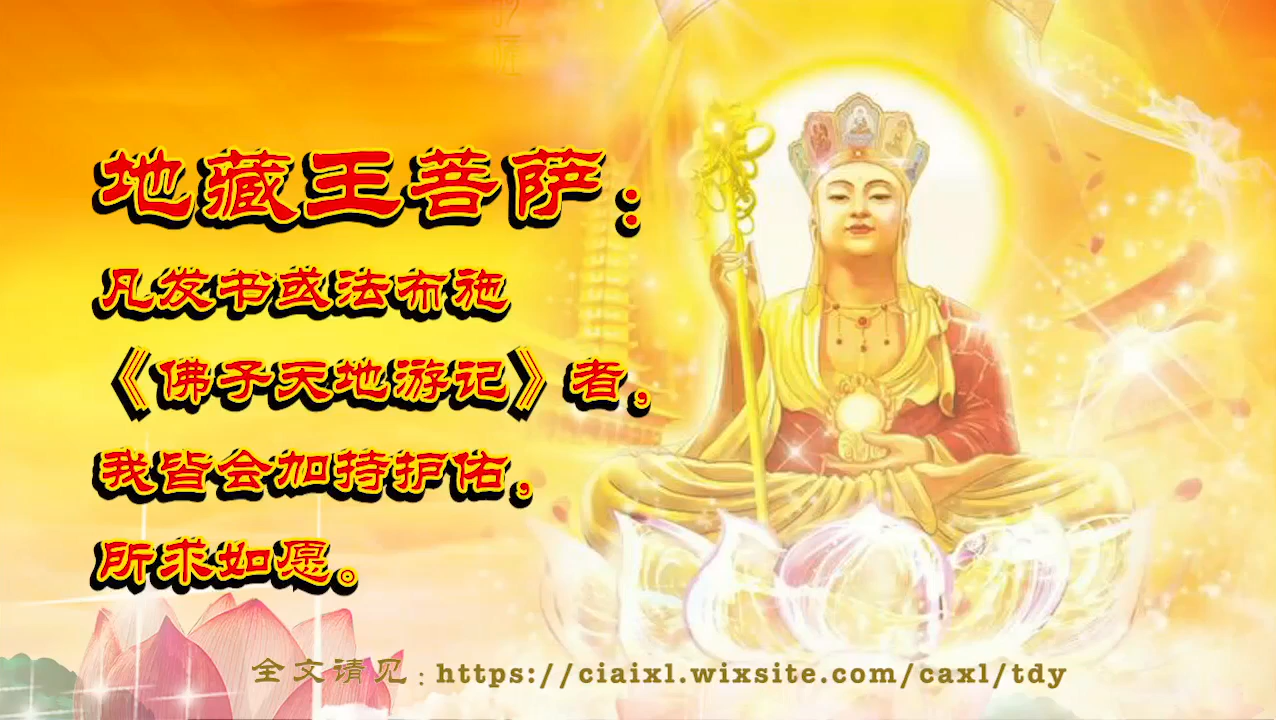 地藏王菩萨：
凡发书或法布施
《佛子天地游记》者，
我皆会加持护佑，
所求如愿。
全文请见：https://ciaixl.wixsite.com/caxl/tdy